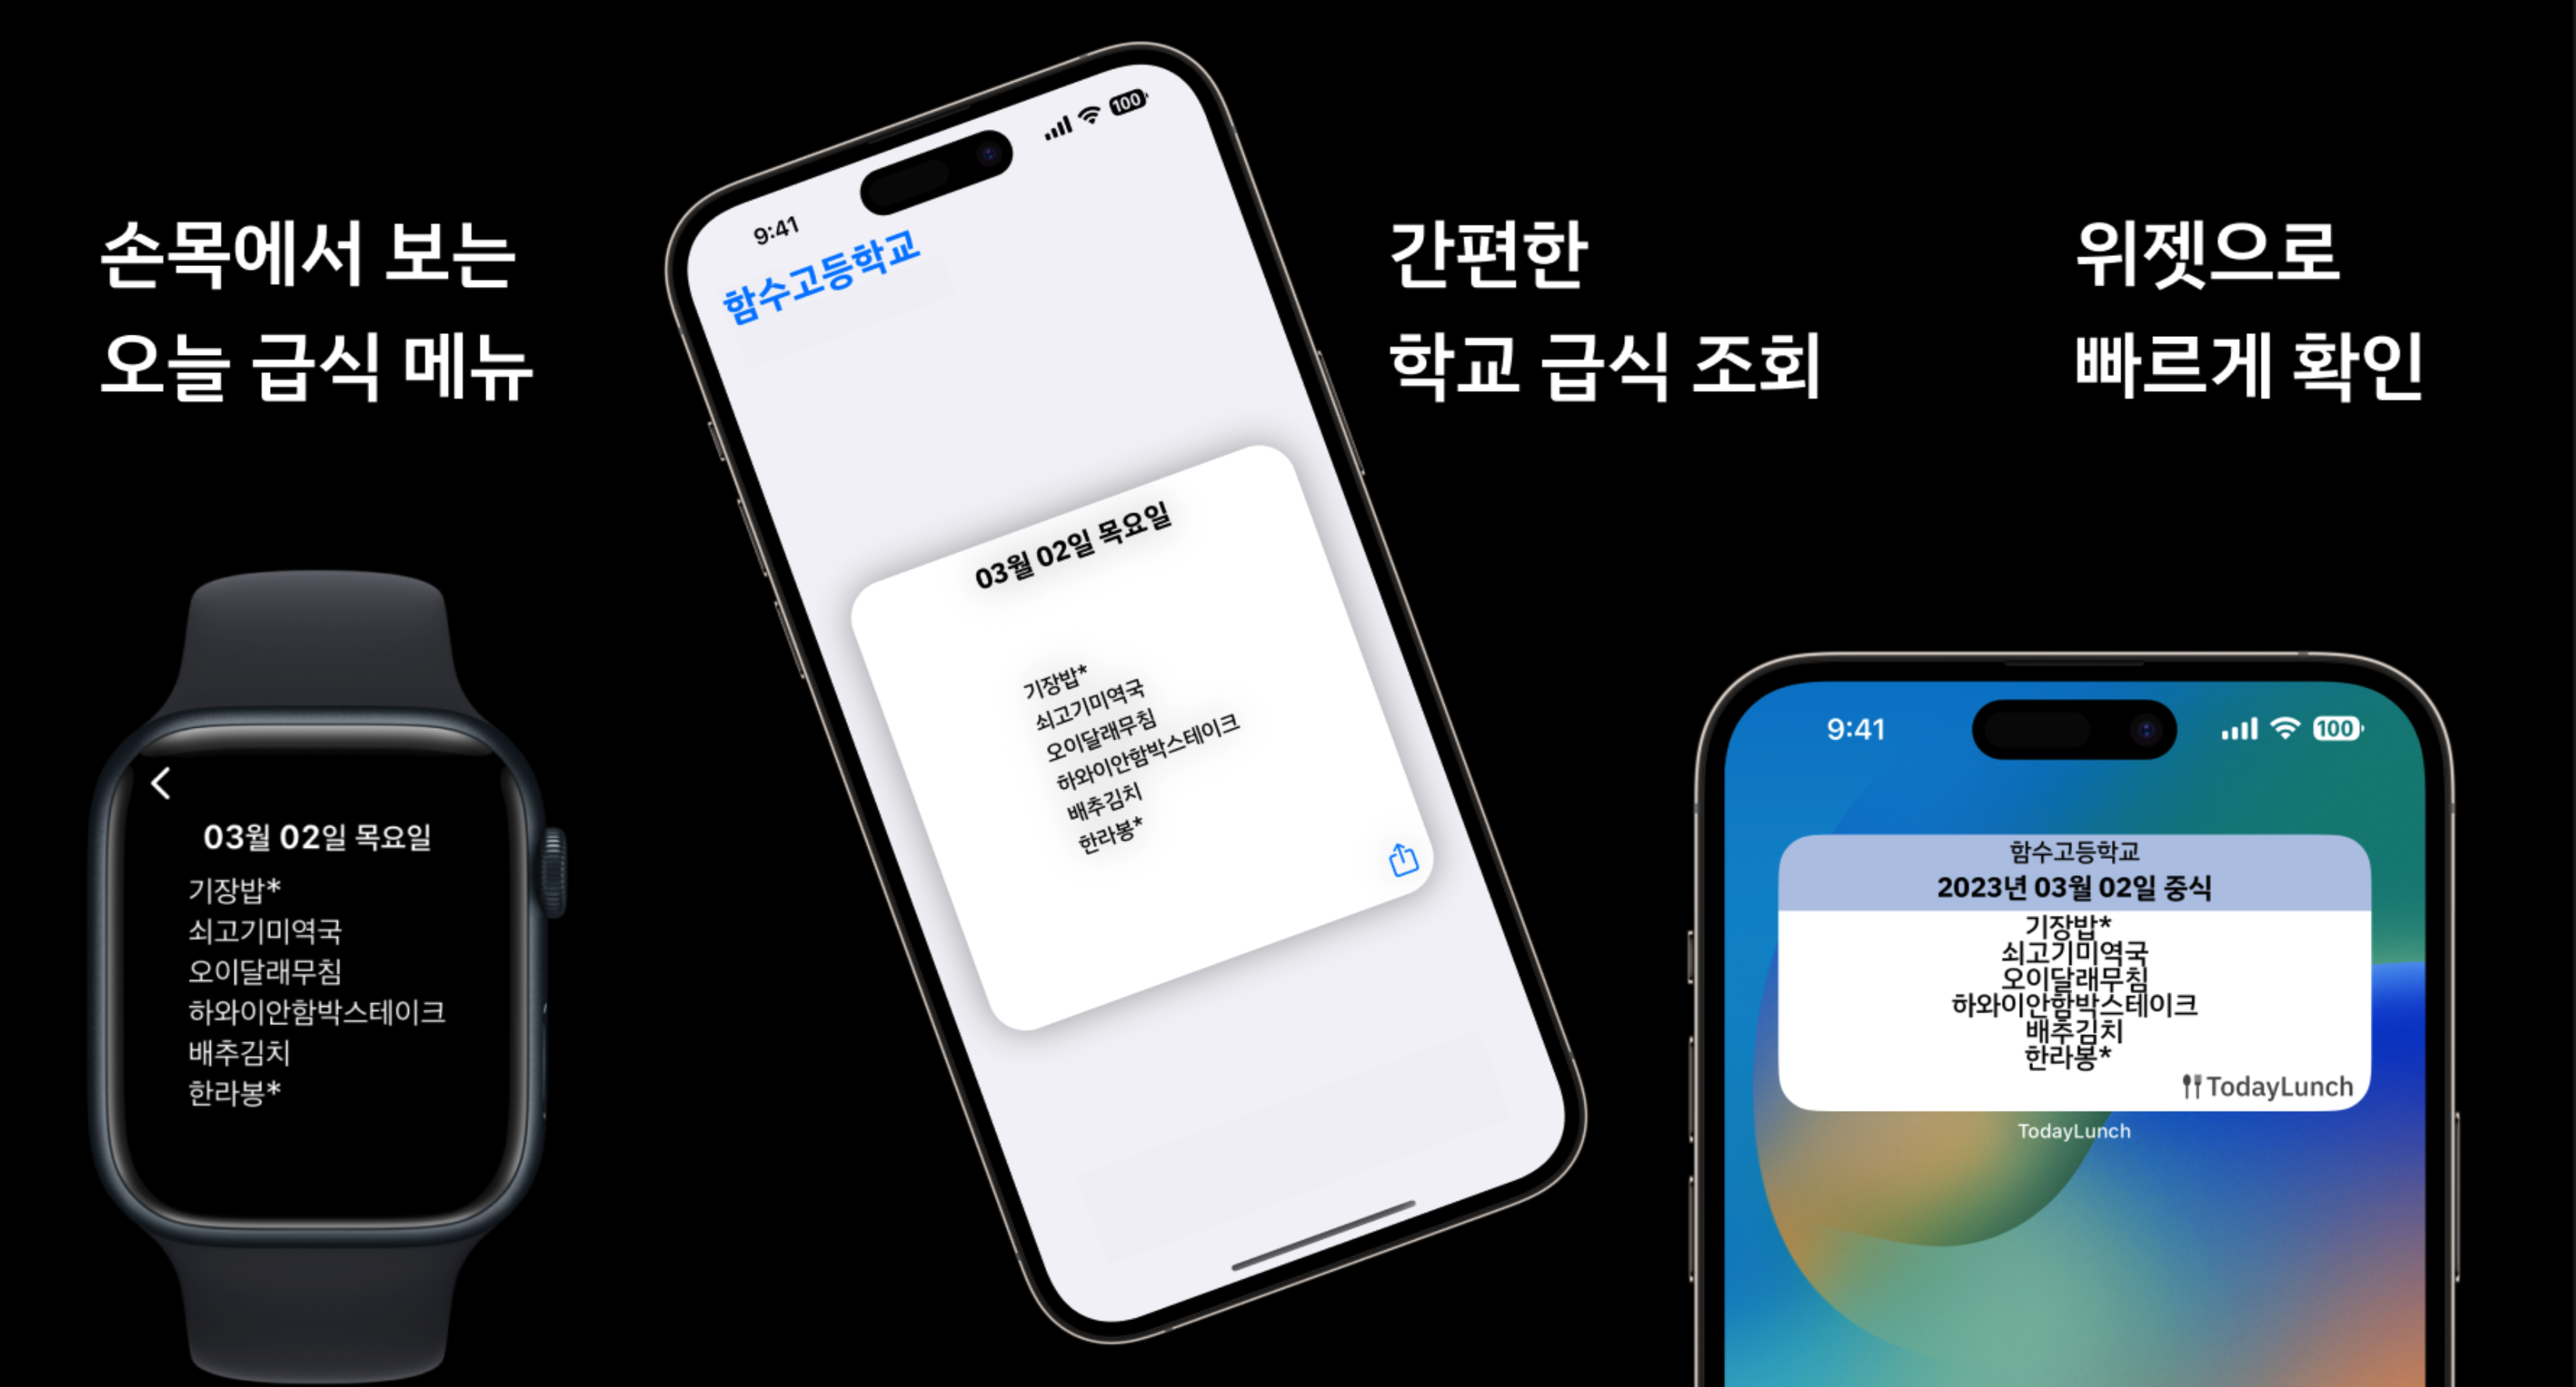 손목에서 보는
오늘 급식 메뉴
03월 02일 목요일
기장밥*
쇠고기미역국
오이달래무침
하와이안함박스테이크
배추김치
한라봉*
9:41
100
함수고등학교
03월 02일 목요일
기장밥*
쇠고기미역국
오이달래무침
하와이안함박스테이크
배추김치
한라봉*
간편한
학교 급식 조회
위젯으로
빠르게 확인
9:41
100
함수고등학교
2023년 03월 02일 중식
기장밥*
쇠고기미역국
오이달래무침
하와이안함박스테이크
배추김치
한라봉*
TodayLunch
TodayLunch